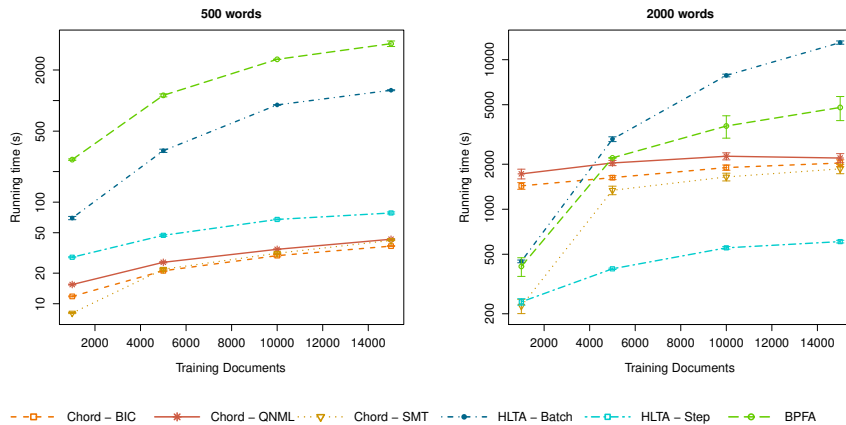 500 words
2000 words
Running time (s)
10
20
50
100
500
2000
2000
4000
6000
8000
10000
12000
14000
Training Documents
Running time (s)
200
500
1000
2000
5000
10000
2000
4000
6000
8000
10000
12000
14000
Training Documents
Chord – BIC
Chord – QNML
Chord – SMT
HLTA – Batch
HLTA – Step
BPFA